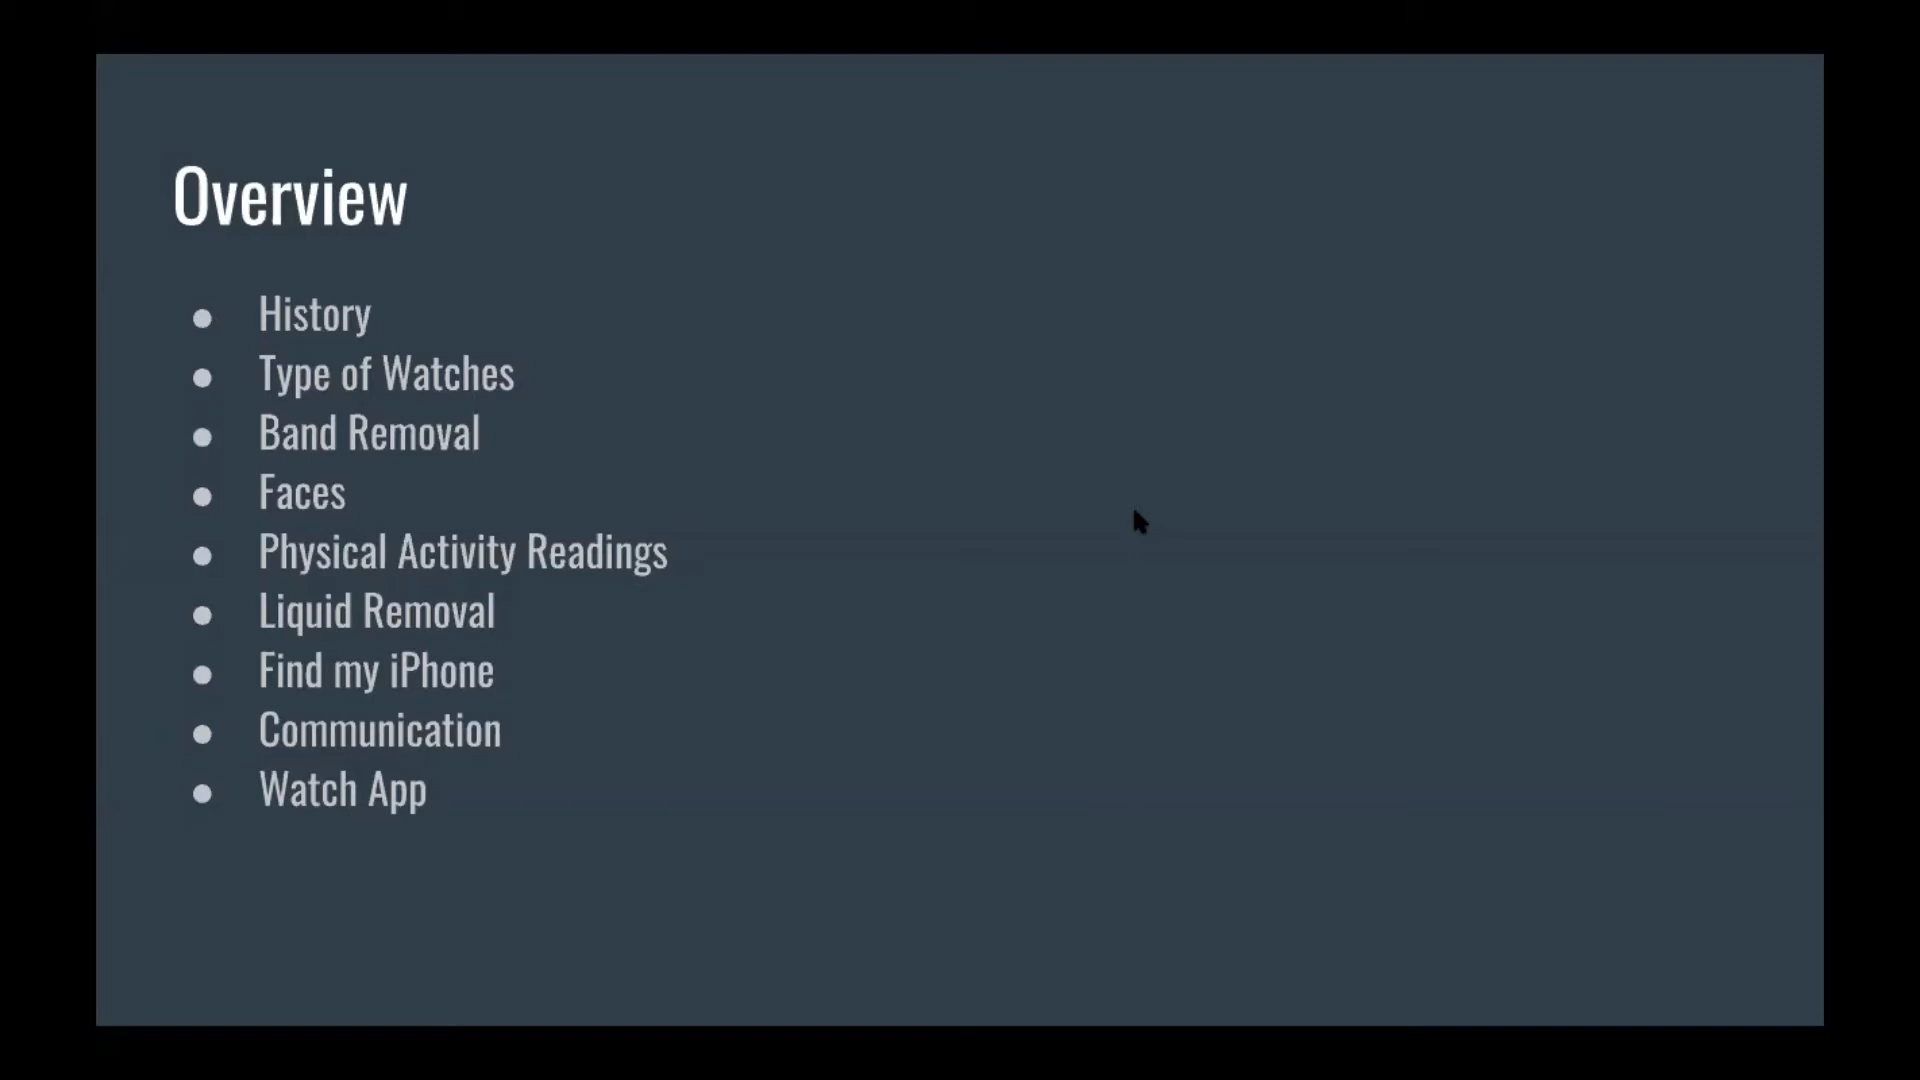 Overview
● History
● Type of Watches
● Band Removal
● Faces
● Physical Activity Readings
● Liquid Removal
● Find my iPhone
● Communication
● Watch App